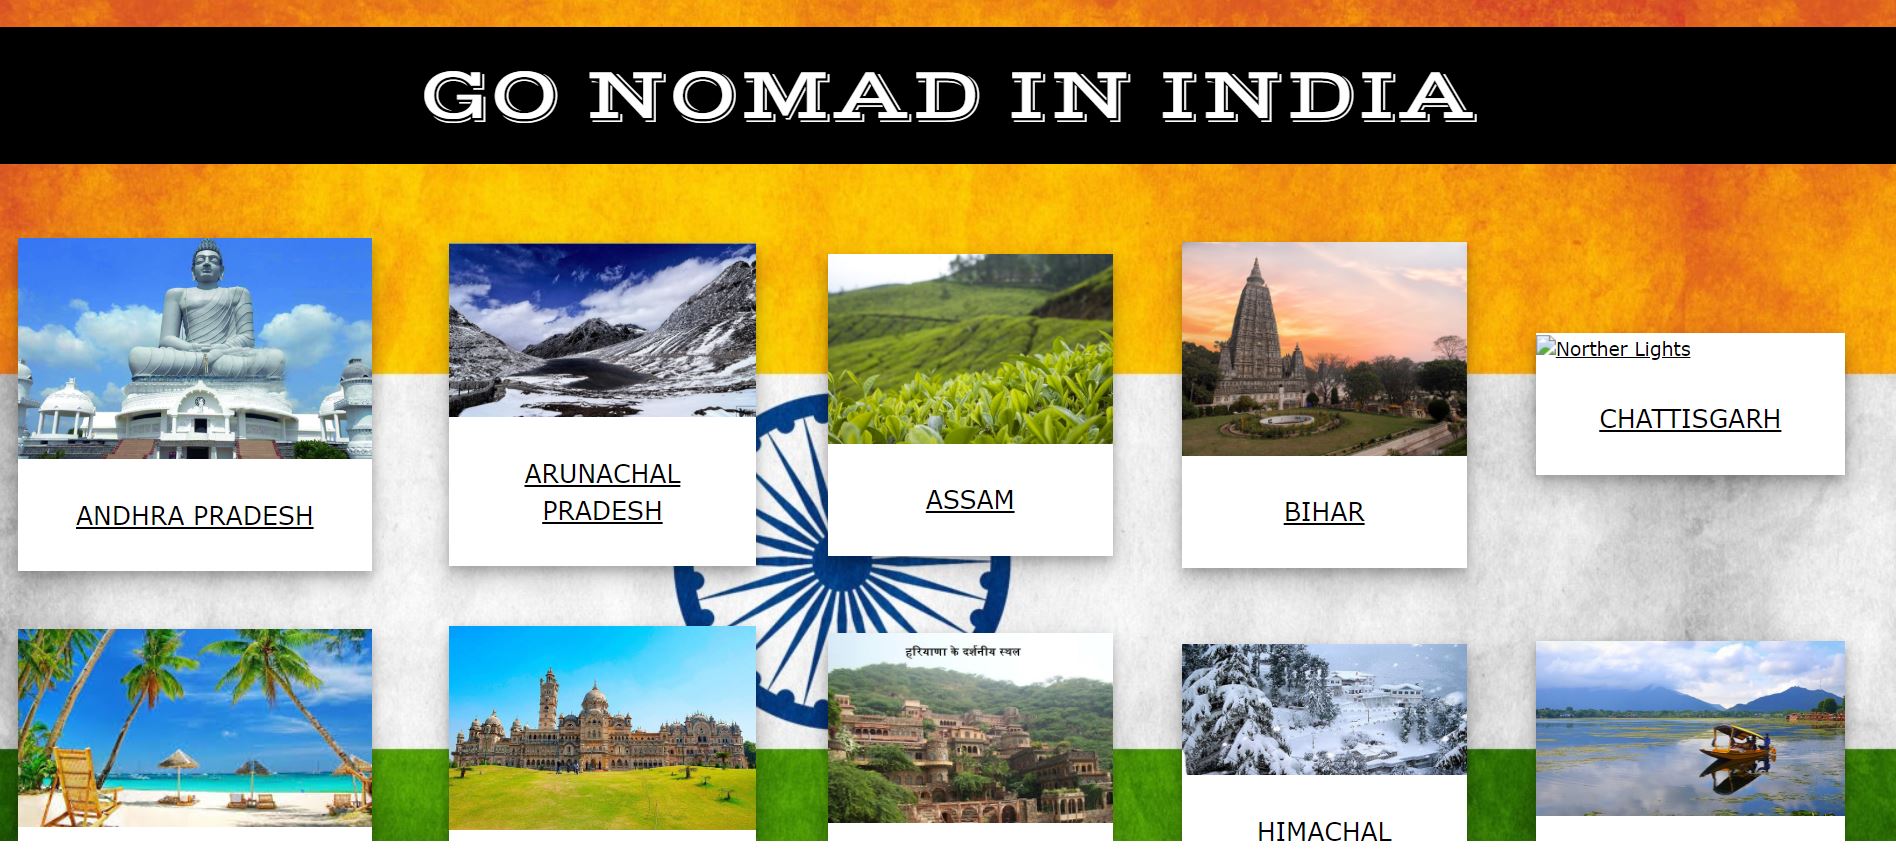 GO NOMAD IN INDIA
ANDHRA PRADESH
ARUNACHAL
PRADESH
ASSAM
BIHAR
Norther Lights
CHATTISGARH
हरियाणा के दर्शनीय स्थल
HIMACHAL